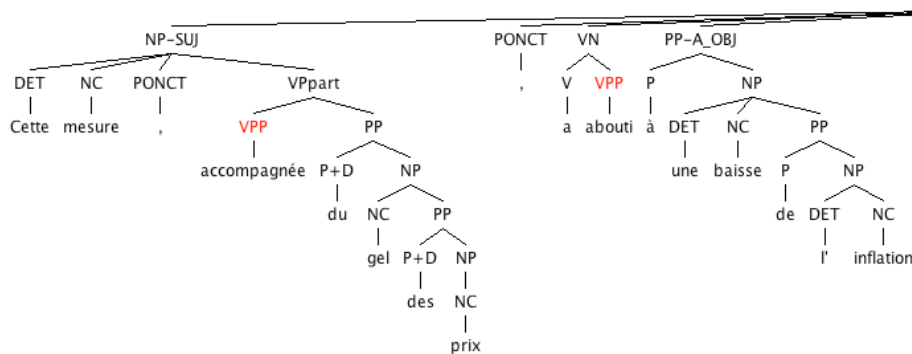 NP-SUJ PONCT VN PP-A_OBJ
DET NC PONCT VPpart , V VPP P NP
Cette mesure , VPP PP a abouti à DET NC PP
accompagnée P+D NP une baisse P NP
du NC PP de DET NC
gel P+D NP l' inflation
des NC
prix